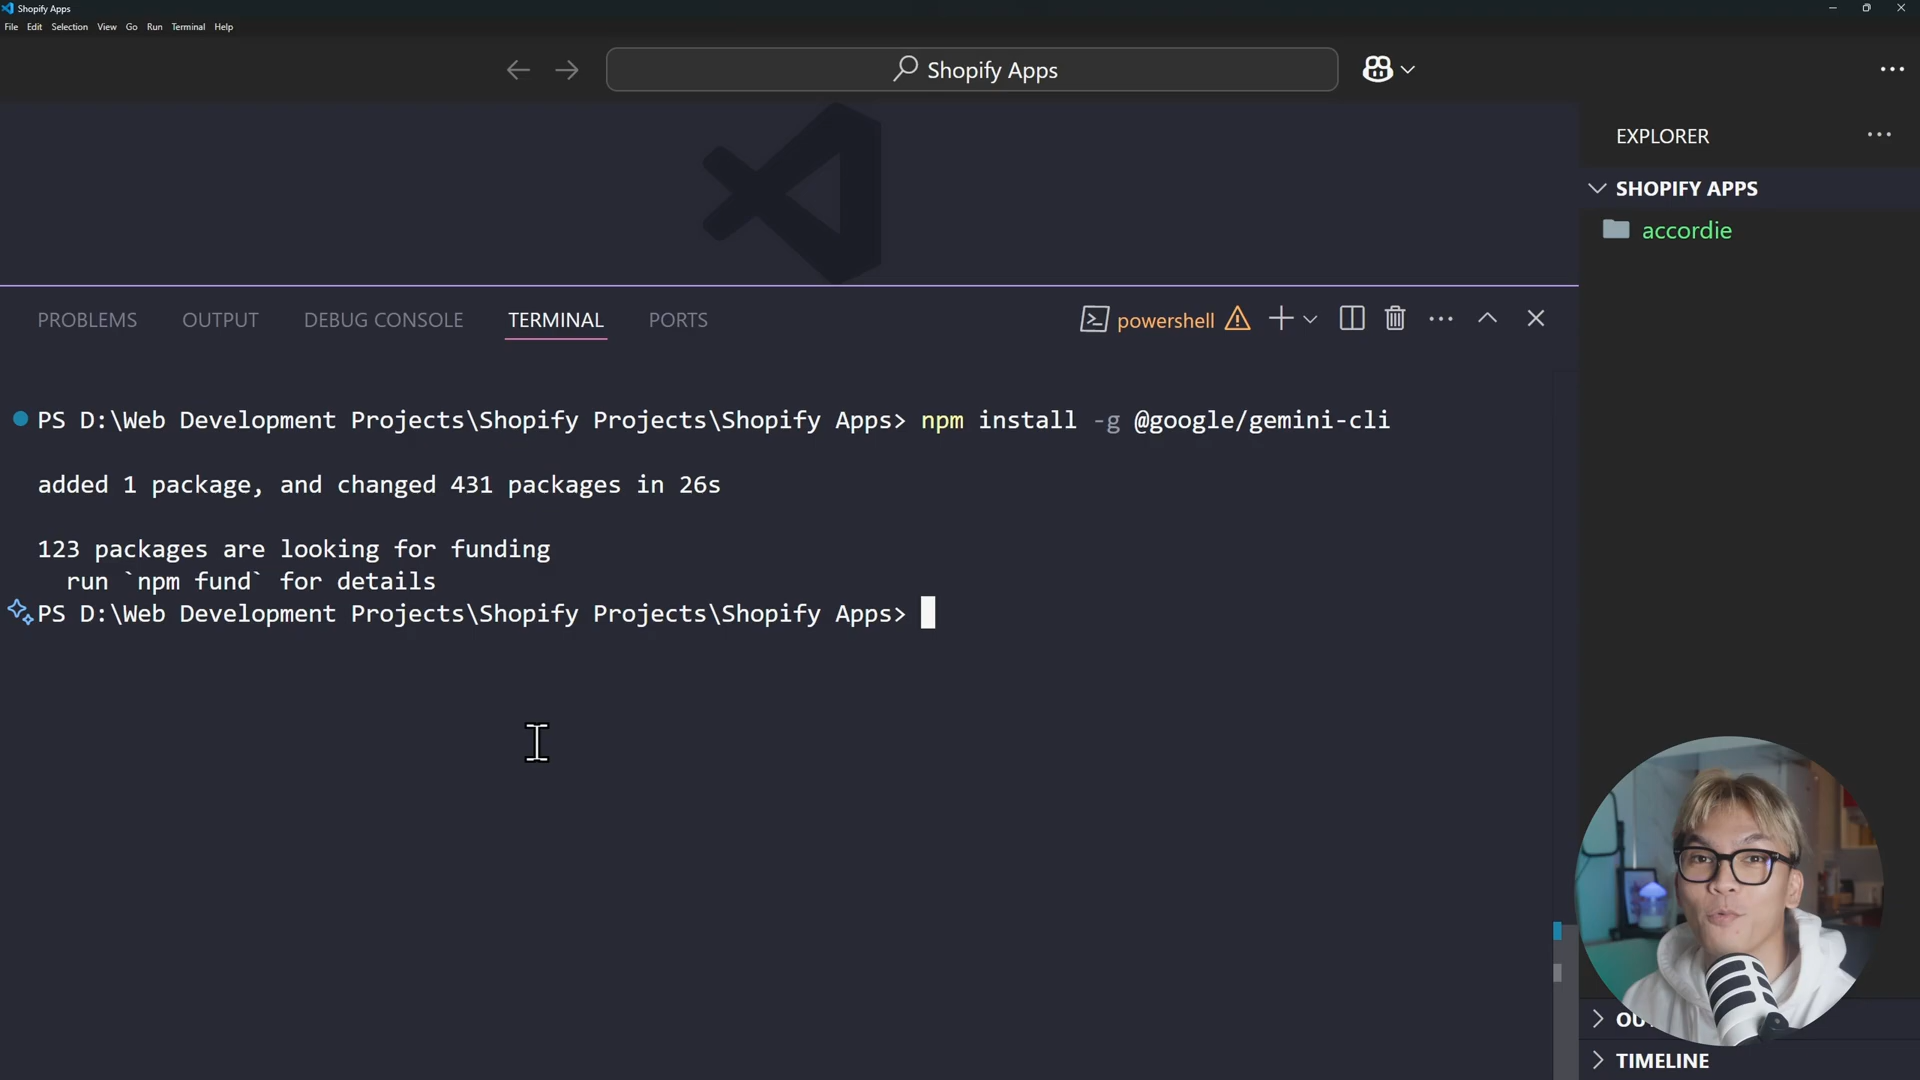 Shopify Apps
File Edit Selection View Go Run Terminal Help
Shopify Apps
EXPLORER
SHOPIFY APPS
accordie
PROBLEMS OUTPUT DEBUG CONSOLE TERMINAL PORTS
powershell
PS D:\Web Development Projects\Shopify Projects\Shopify Apps> npm install -g @google/gemini-cli
added 1 package, and changed 431 packages in 26s
123 packages are looking for funding
run `npm fund` for details
PS D:\Web Development Projects\Shopify Projects\Shopify Apps>
TIMELINE